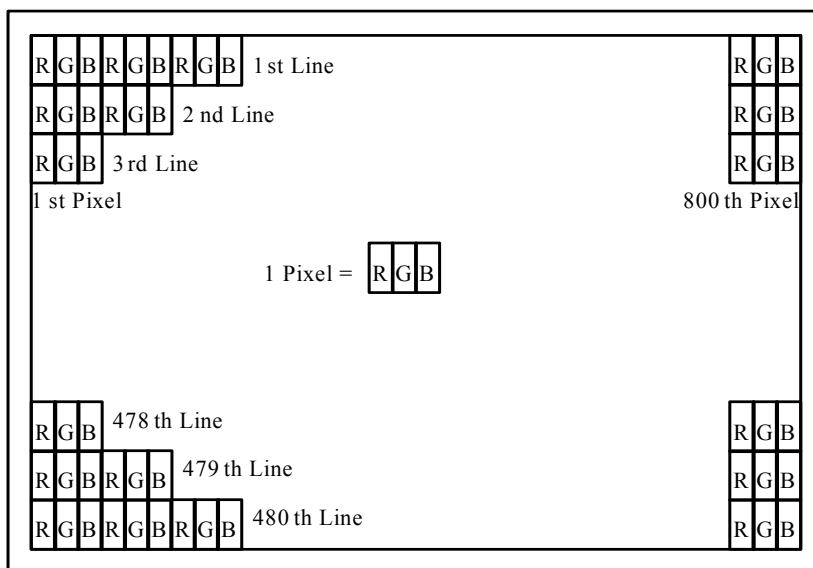 R G B R G B R G B 1 st Line R G B
R G B R G B 2 nd Line R G B
R G B 3 rd Line R G B
1 st Pixel 800 th Pixel
1 Pixel = R G B
R G B 478 th Line R G B
R G B R G B 479 th Line R G B
R G B R G B R G B 480 th Line R G B